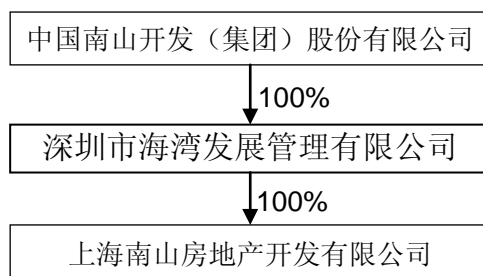 中国南山开发（集团）股份有限公司
100%
深圳市海湾发展管理有限公司
100%
上海南山房地产开发有限公司